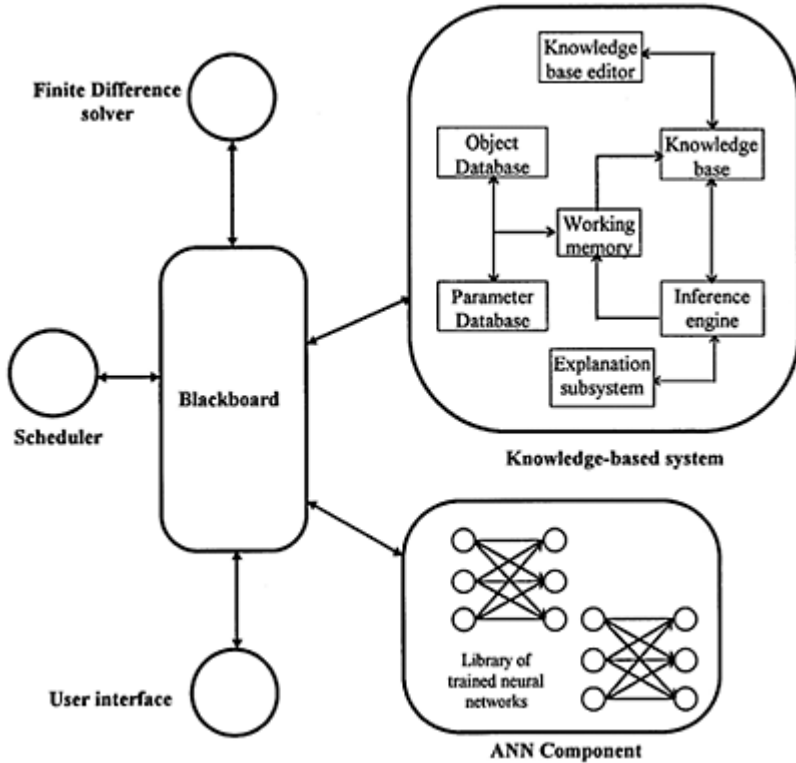 Finite Difference
solver
Scheduler
Blackboard
User interface
Knowledge
base editor
Object
Database
Knowledge
base
Working
memory
Parameter
Database
Inference
engine
Explanation
subsystem
Knowledge-based system
Library of
trained neural
networks
ANN Component